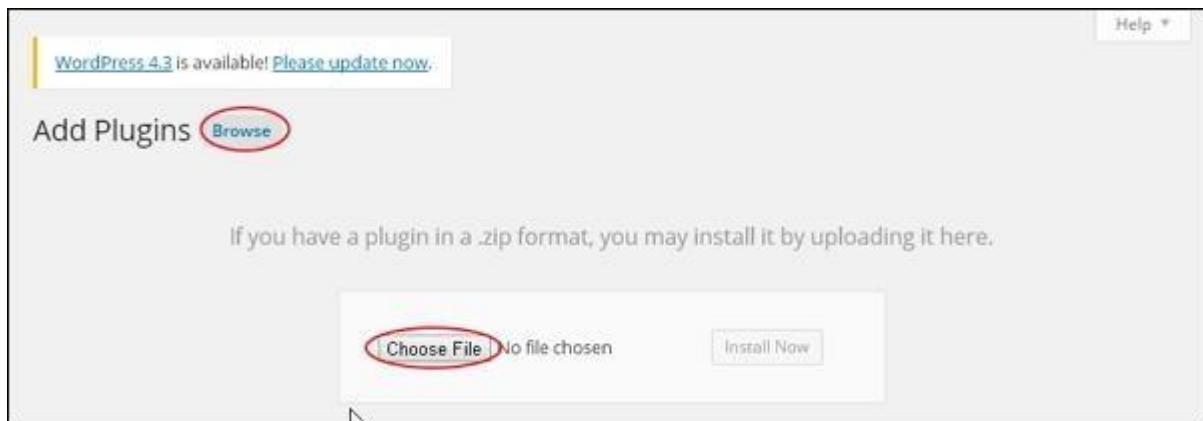 Help
WordPress 4.3 is available! Please update now.
Add Plugins Browse
If you have a plugin in a .zip format, you may install it by uploading it here.
Choose File No file chosen Install Now